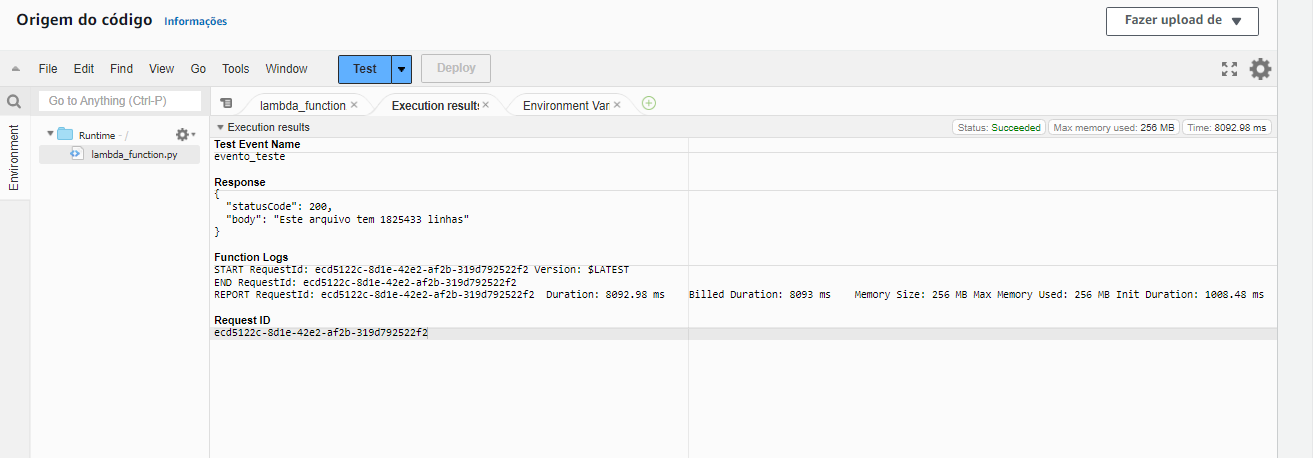 Origem do código Informações
Fazer upload de
File Edit Find View Go Tools Window Test Deploy
Go to Anything (Ctrl-P)
lambda_function Execution results Environment Var
Environment
Runtime - /
lambda_function.py
Execution results
Status: Succeeded Max memory used: 256 MB Time: 8092.98 ms
Test Event Name
evento_teste
Response
{
"statusCode": 200,
"body": "Este arquivo tem 1825433 linhas"
}
Function Logs
START RequestId: ecd5122c-8d1e-42e2-af2b-319d792522f2 Version: $LATEST
END RequestId: ecd5122c-8d1e-42e2-af2b-319d792522f2
REPORT RequestId: ecd5122c-8d1e-42e2-af2b-319d792522f2 Duration: 8092.98 ms Billed Duration: 8093 ms Memory Size: 256 MB Max Memory Used: 256 MB Init Duration: 1008.48 ms
Request ID
ecd5122c-8d1e-42e2-af2b-319d792522f2